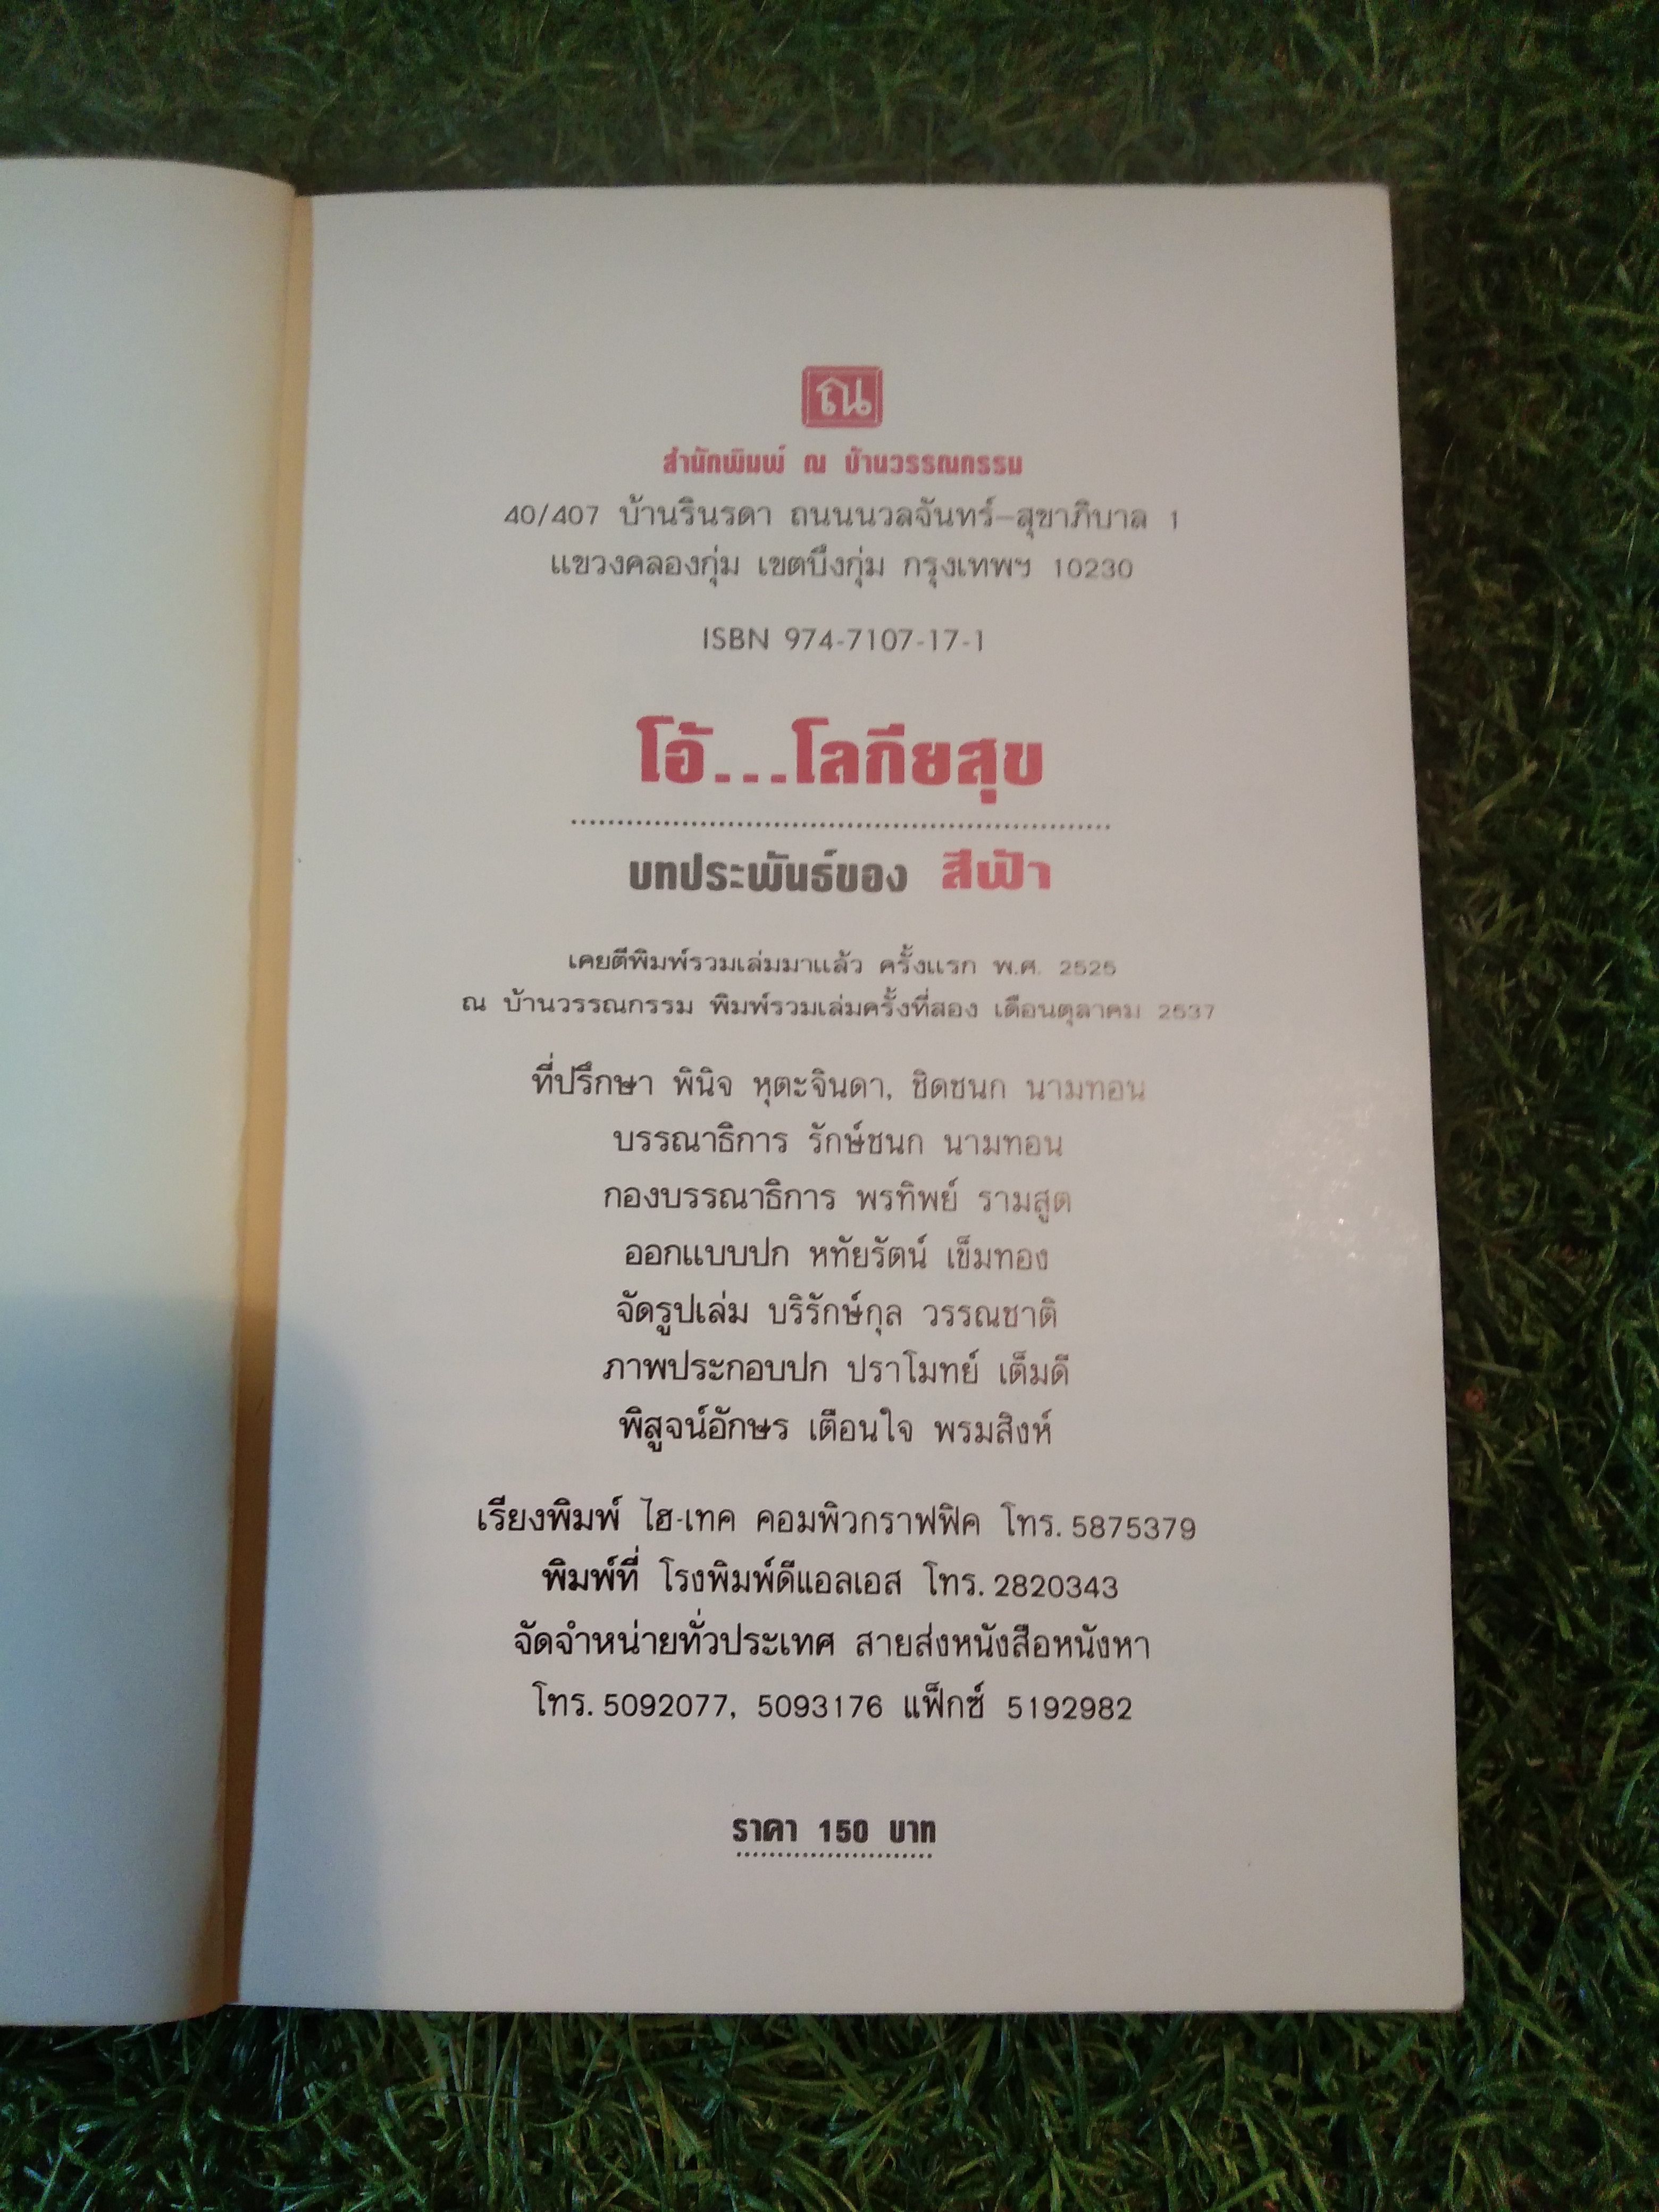 ณ
สำนักพิมพ์ ณ บ้านวรรณกรรม
40/407 บ้านรินรดา ถนนนวลจันทร์-สุขาภิบาล 1
แขวงคลองกุ่ม เขตบึงกุ่ม กรุงเทพฯ 10230
ISBN 974-7107-17-1
โอ้...โลกียสุข
บทประพันธ์ของ สีฟ้า
เคยตีพิมพ์รวมเล่มมาแล้ว ครั้งแรก พ.ศ. 2525
ณ บ้านวรรณกรรม พิมพ์รวมเล่มครั้งที่สอง เดือนตุลาคม 2537
ที่ปรึกษา พินิจ หุตะจินดา, ชิดชนก นามทอน
บรรณาธิการ รักษ์ชนก นามทอน
กองบรรณาธิการ พรทิพย์ รามสูต
ออกแบบปก หทัยรัตน์ เข็มทอง
จัดรูปเล่ม บริรักษ์กุล วรรณชาติ
ภาพประกอบปก ปราโมทย์ เต็มดี
พิสูจน์อักษร เตือนใจ พรมสิงห์
เรียงพิมพ์ ไฮ-เทค คอมพิวกราฟฟิค โทร. 5875379
พิมพ์ที่ โรงพิมพ์ดีแอลเอส โทร. 2820343
จัดจำหน่ายทั่วประเทศ สายส่งหนังสือหนังหา
โทร. 5092077, 5093176 แฟ็กซ์ 5192982
ราคา 150 บาท